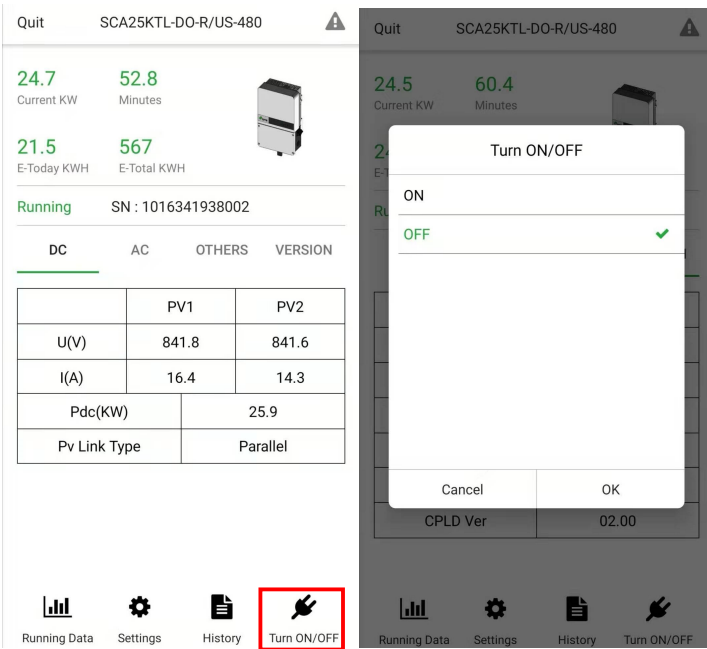 Quit SCA25KTL-DO-R/US-480
24.7 52.8
Current KW Minutes
21.5 567
E-Today KWH E-Total KWH
Running SN : 1016341938002
DC AC OTHERS VERSION
PV1 PV2
U(V) 841.8 841.6
I(A) 16.4 14.3
Pdc(KW) 25.9
Pv Link Type Parallel
Running Data Settings History Turn ON/OFF
Quit SCA25KTL-DO-R/US-480
24.5 60.4
Current KW Minutes
Turn ON/OFF
ON
OFF
Cancel OK
CPLD Ver 02.00
Running Data Settings History Turn ON/OFF